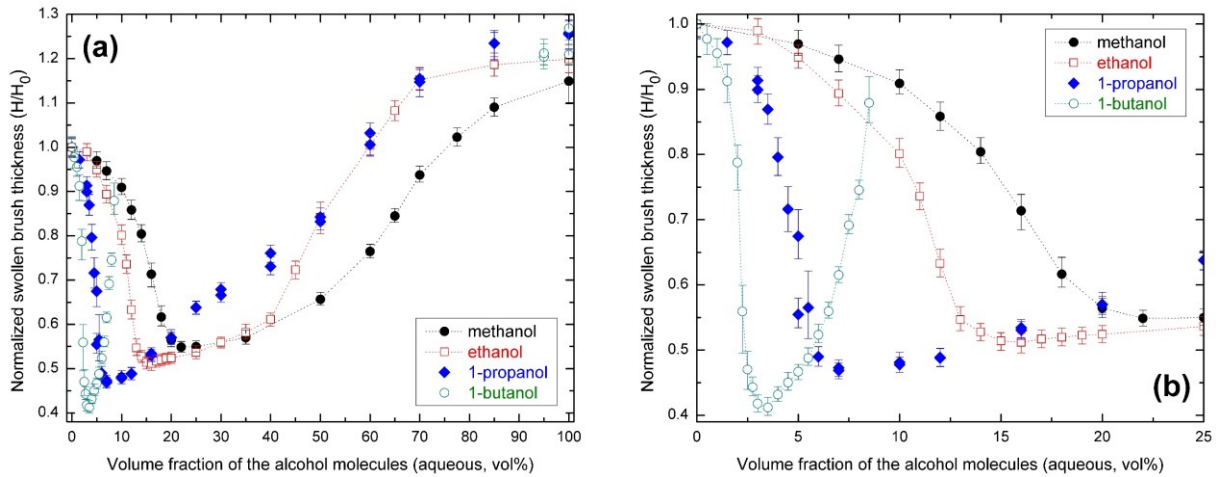 (a)
Normalized swollen brush thickness (H/H₀)
1.3
1.2
1.1
1.0
0.9
0.8
0.7
0.6
0.5
0.4
methanol
ethanol
1-propanol
1-butanol
0 10 20 30 40 50 60 70 80 90 100
Volume fraction of the alcohol molecules (aqueous, vol%)
(b)
Normalized swollen brush thickness (H/H₀)
1.0
0.9
0.8
0.7
0.6
0.5
0.4
methanol
ethanol
1-propanol
1-butanol
0 5 10 15 20 25
Volume fraction of the alcohol molecules (aqueous, vol%)